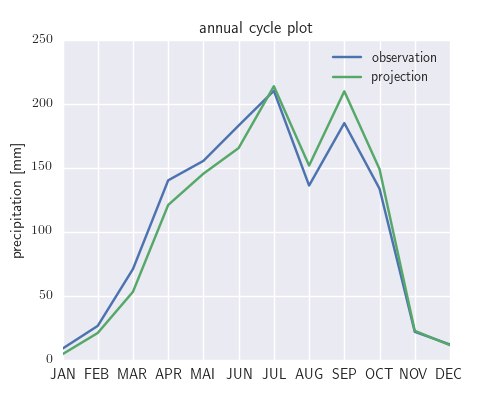 annual cycle plot
observation
projection
precipitation [mm]
250
200
150
100
50
0
JAN FEB MAR APR MAI JUN JUL AUG SEP OCT NOV DEC